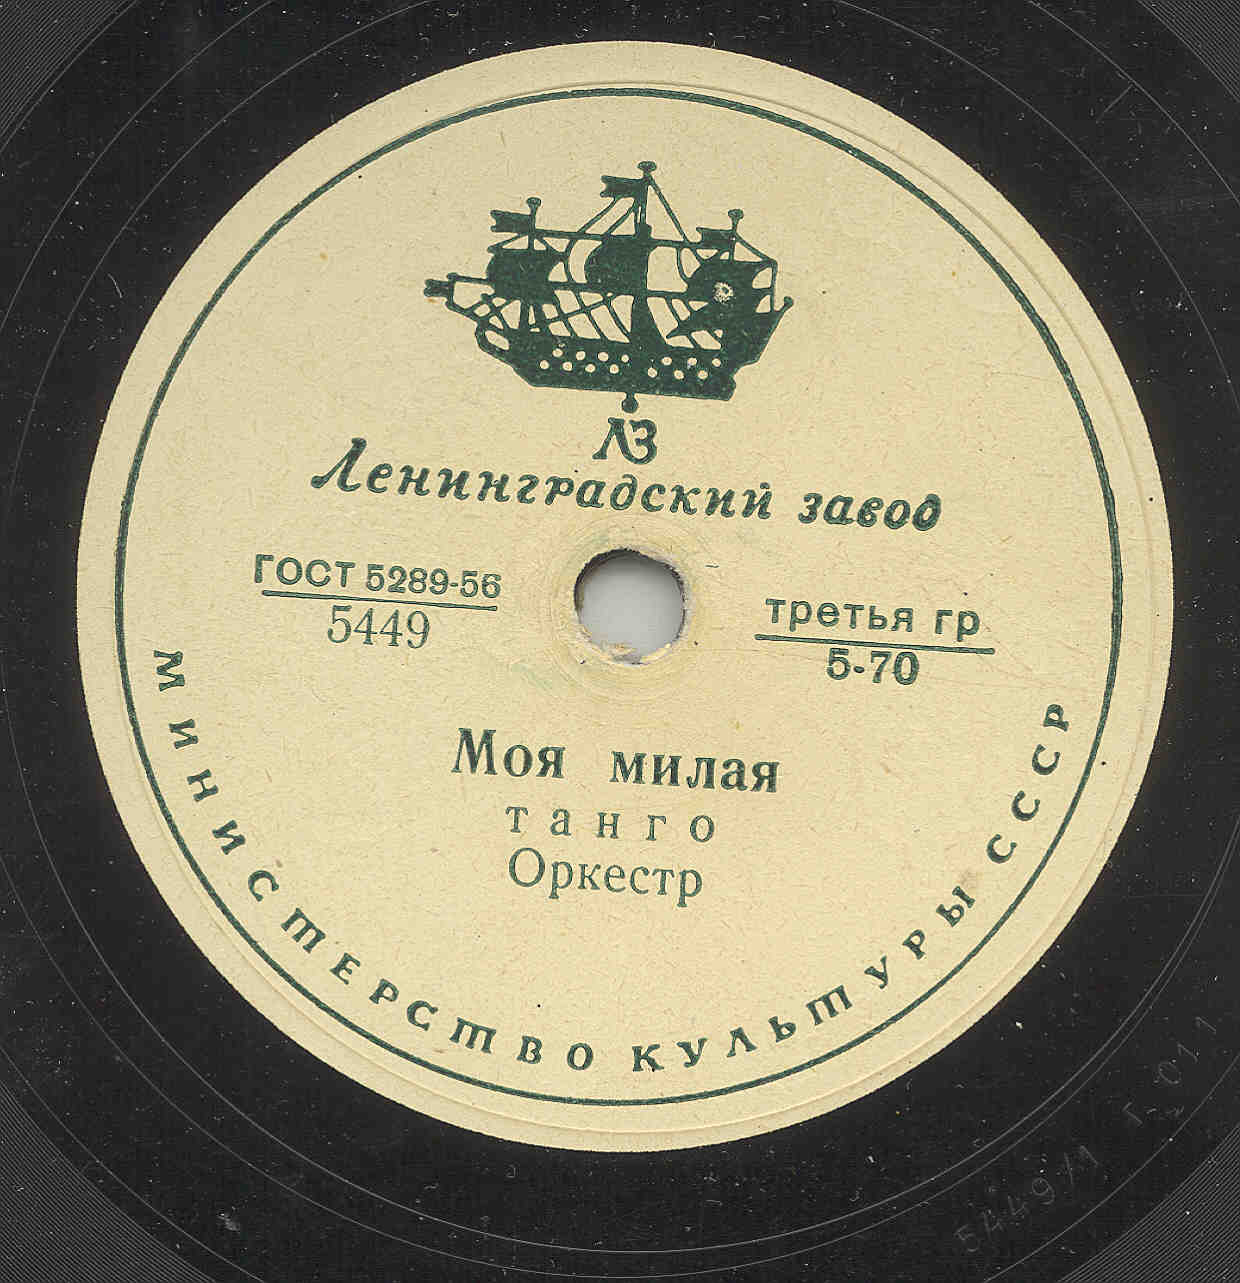 ЛЗ
Ленинградский завод
ГОСТ 5289-56
5449
третья гр
5-70
Моя милая
танго
Оркестр
МИНИСТЕРСТВО КУЛЬТУРЫ СССР
5449/1